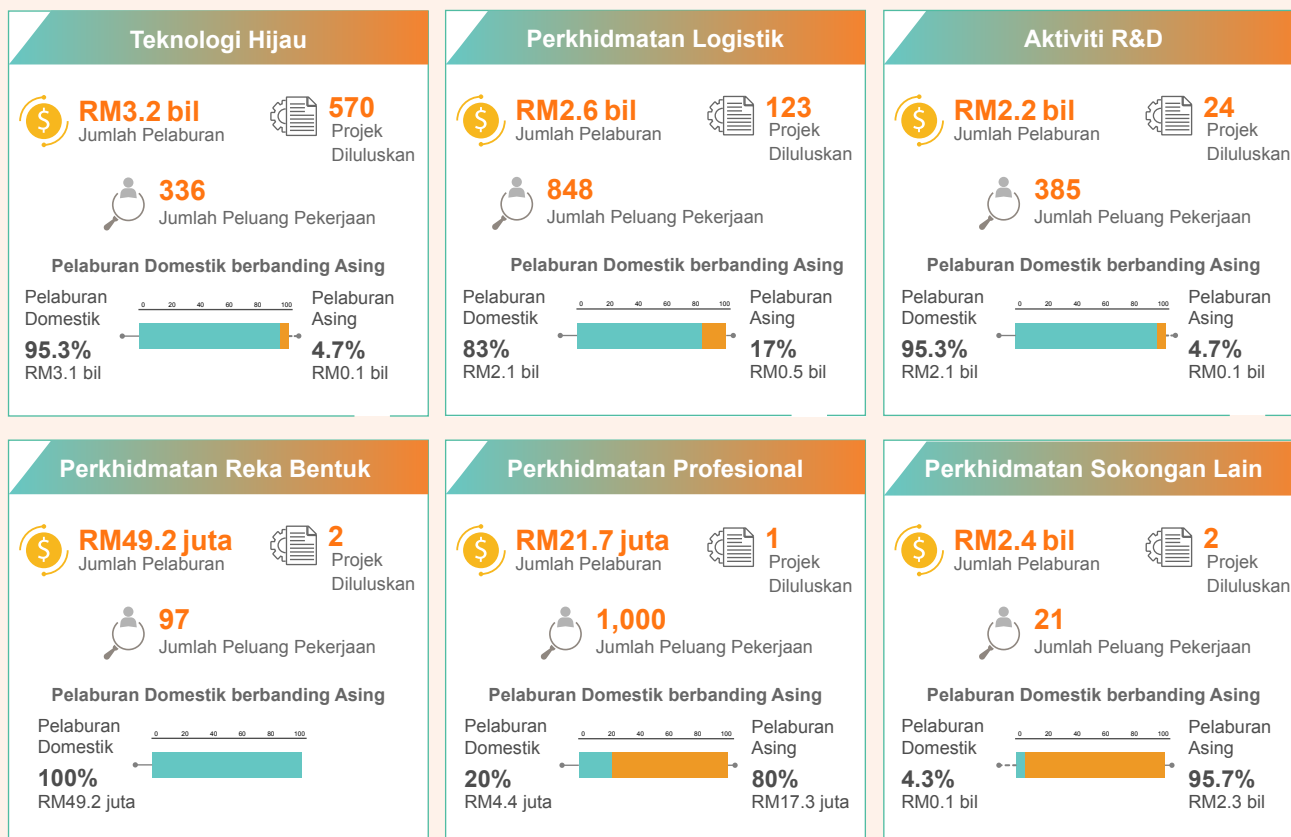 Teknologi Hijau
RM3.2 bil
Jumlah Pelaburan
570
Projek
Diluluskan
336
Jumlah Peluang Pekerjaan
Pelaburan Domestik berbanding Asing
Pelaburan
Domestik
95.3%
RM3.1 bil
0 20 40 60 80 100
Pelaburan
Asing
4.7%
RM0.1 bil
Perkhidmatan Logistik
RM2.6 bil
Jumlah Pelaburan
123
Projek
Diluluskan
848
Jumlah Peluang Pekerjaan
Pelaburan Domestik berbanding Asing
Pelaburan
Domestik
83%
RM2.1 bil
0 20 40 60 80 100
Pelaburan
Asing
17%
RM0.5 bil
Aktiviti R&D
RM2.2 bil
Jumlah Pelaburan
24
Projek
Diluluskan
385
Jumlah Peluang Pekerjaan
Pelaburan Domestik berbanding Asing
Pelaburan
Domestik
95.3%
RM2.1 bil
0 20 40 60 80 100
Pelaburan
Asing
4.7%
RM0.1 bil
Perkhidmatan Reka Bentuk
RM49.2 juta
Jumlah Pelaburan
2
Projek
Diluluskan
97
Jumlah Peluang Pekerjaan
Pelaburan Domestik berbanding Asing
Pelaburan
Domestik
100%
RM49.2 juta
0 20 40 60 80 100
Perkhidmatan Profesional
RM21.7 juta
Jumlah Pelaburan
1
Projek
Diluluskan
1,000
Jumlah Peluang Pekerjaan
Pelaburan Domestik berbanding Asing
Pelaburan
Domestik
20%
RM4.4 juta
0 20 40 60 80 100
Pelaburan
Asing
80%
RM17.3 juta
Perkhidmatan Sokongan Lain
RM2.4 bil
Jumlah Pelaburan
2
Projek
Diluluskan
21
Jumlah Peluang Pekerjaan
Pelaburan Domestik berbanding Asing
Pelaburan
Domestik
4.3%
RM0.1 bil
0 20 40 60 80 100
Pelaburan
Asing
95.7%
RM2.3 bil